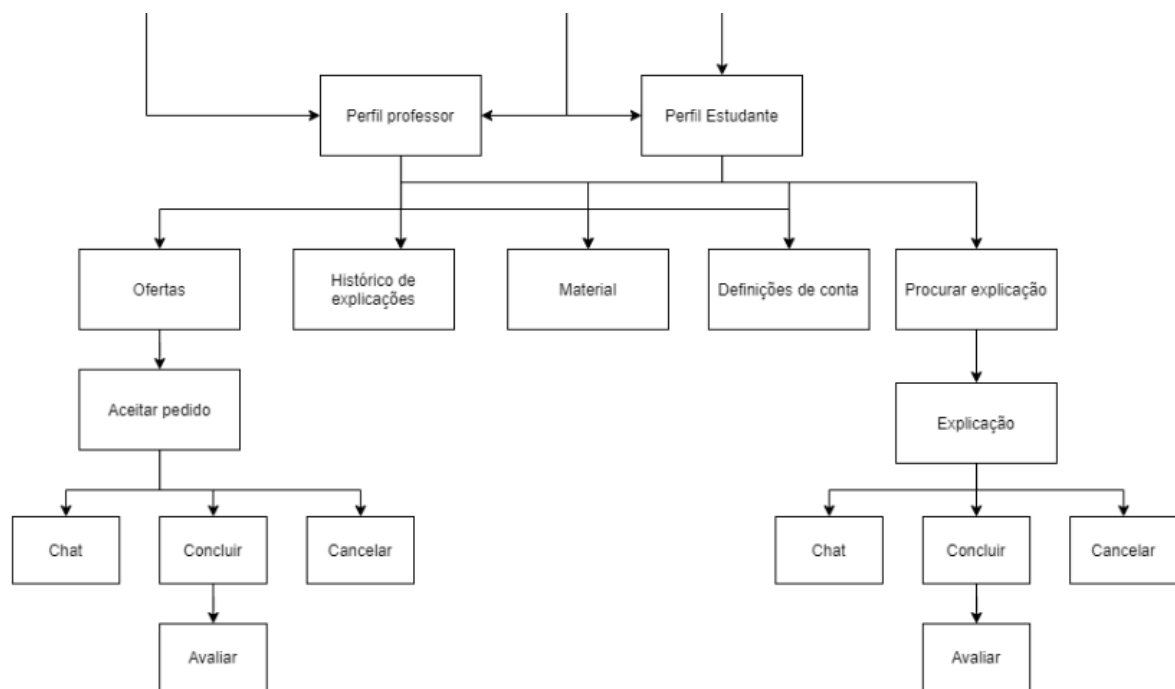 Perfil professor
Perfil Estudante
Ofertas
Histórico de
explicações
Material
Definições de conta
Procurar explicação
Aceitar pedido
Explicação
Chat
Concluir
Cancelar
Chat
Concluir
Cancelar
Avaliar
Avaliar